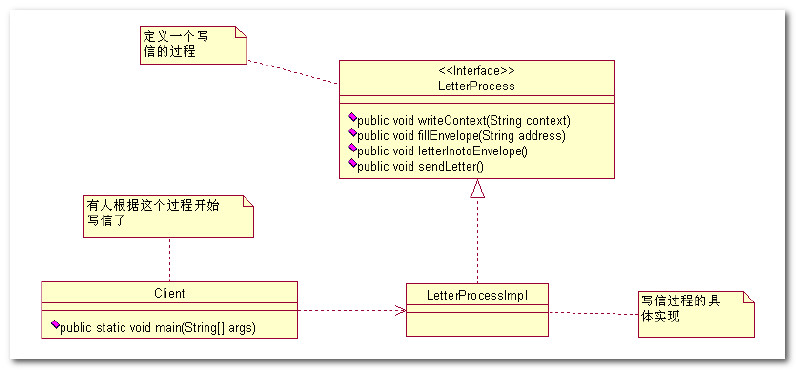 定义一个写
信的过程
<<Interface>>
LetterProcess
public void writeContext(String context)
public void fillEnvelope(String address)
public void letterInotoEnvelope()
public void sendLetter()
有人根据这个过程开始
写信了
Client
public static void main(String[] args)
LetterProcessImpl
写信过程的具
体实现